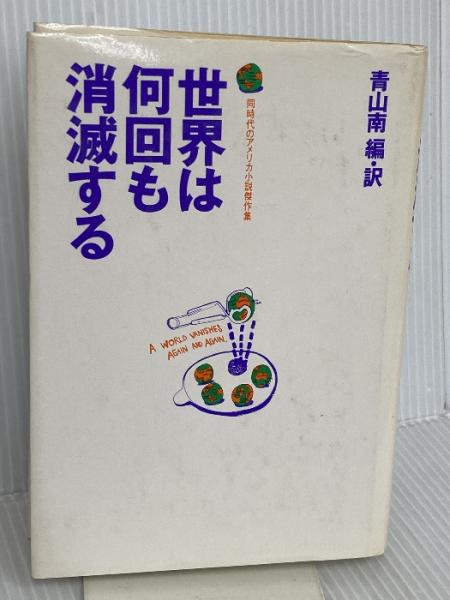 青山南 編・訳
同時代のアメリカ小説傑作集
世界は
何回も
消滅する
A WORLD VANISHES
AGAIN AND AGAIN.